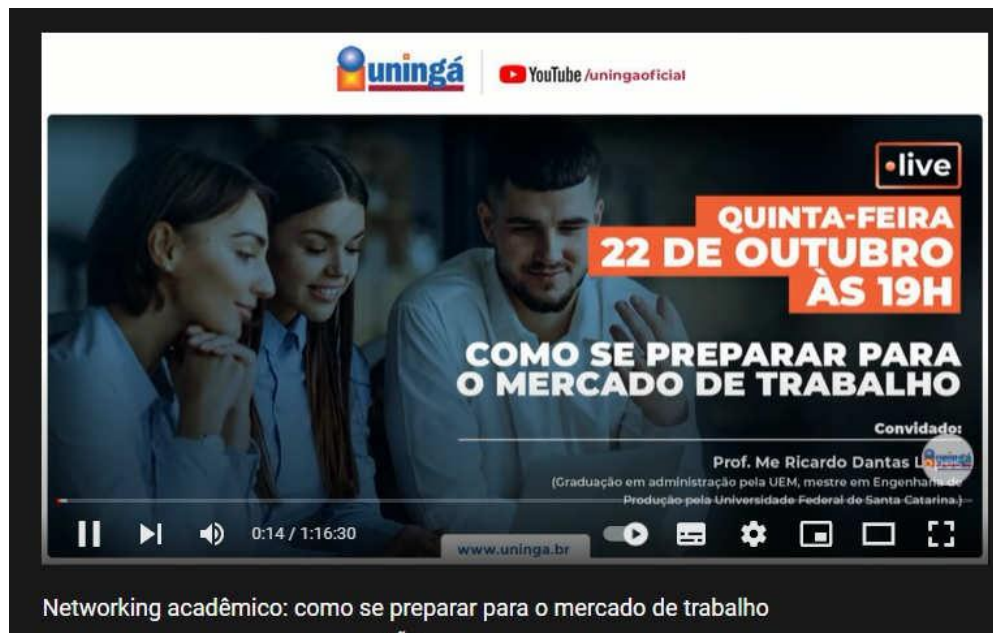 uningá
YouTube /uningaoficial
live
QUINTA-FEIRA
22 DE OUTUBRO
ÀS 19H
COMO SE PREPARAR PARA
O MERCADO DE TRABALHO
Convidado:
Prof. Me Ricardo Dantas
(Graduação em administração pela UEM, mestre em Engenharia de
Produção pela Universidade Federal de Santa Catarina.)
0:14 / 1:16:30
www.uninga.br
Networking acadêmico: como se preparar para o mercado de trabalho